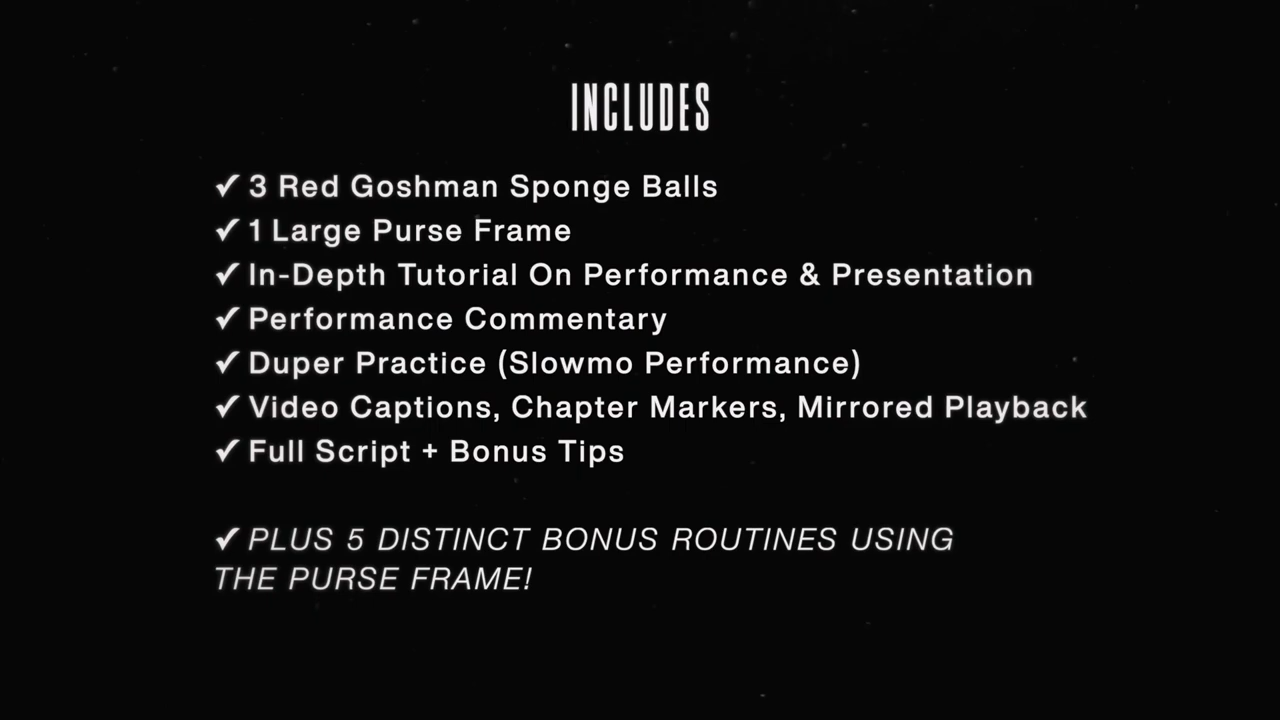 INCLUDES
✓ 3 Red Goshman Sponge Balls
✓ 1 Large Purse Frame
✓ In-Depth Tutorial On Performance & Presentation
✓ Performance Commentary
✓ Duper Practice (Slowmo Performance)
✓ Video Captions, Chapter Markers, Mirrored Playback
✓ Full Script + Bonus Tips
✓ PLUS 5 DISTINCT BONUS ROUTINES USING
THE PURSE FRAME!